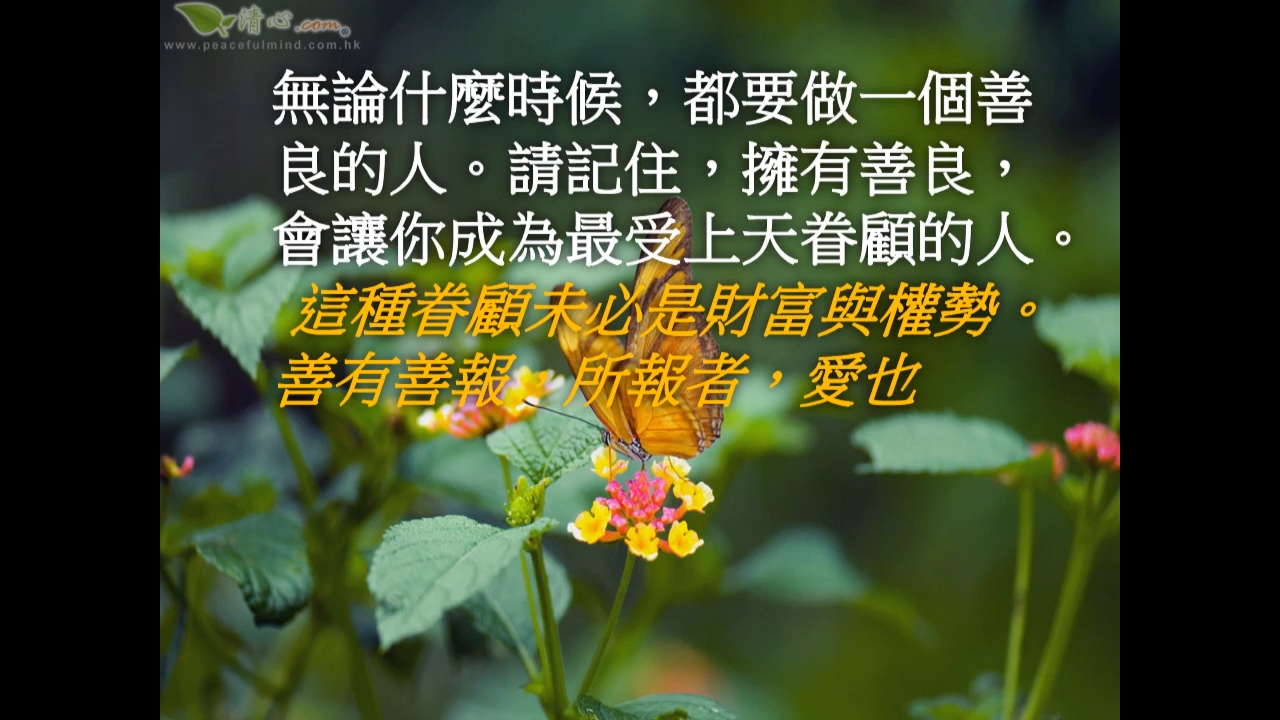 清心.com
www.peacefulmind.com.hk
無論什麼時候，都要做一個善
良的人。請記住，擁有善良，
會讓你成為最受上天眷顧的人。
這種眷顧未必是財富與權勢。
善有善報，所報者，愛也